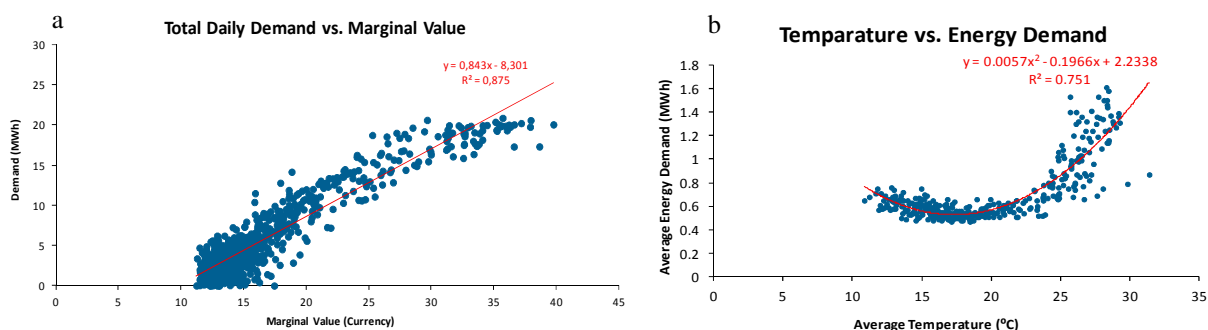 a
Total Daily Demand vs. Marginal Value
30
25
20
15
10
5
0
Demand (MWh)
y = 0,843x - 8,301
R² = 0,875
0 5 10 15 20 25 30 35 40 45
Marginal Value (Currency)
b
Temparature vs. Energy Demand
y = 0.0057x² - 0.1966x + 2.2338
R² = 0.751
2
1.8
1.6
1.4
1.2
1
0.8
0.6
0.4
0.2
0
Average Energy Demand (MWh)
0 5 10 15 20 25 30 35
Average Temperature (ºC)